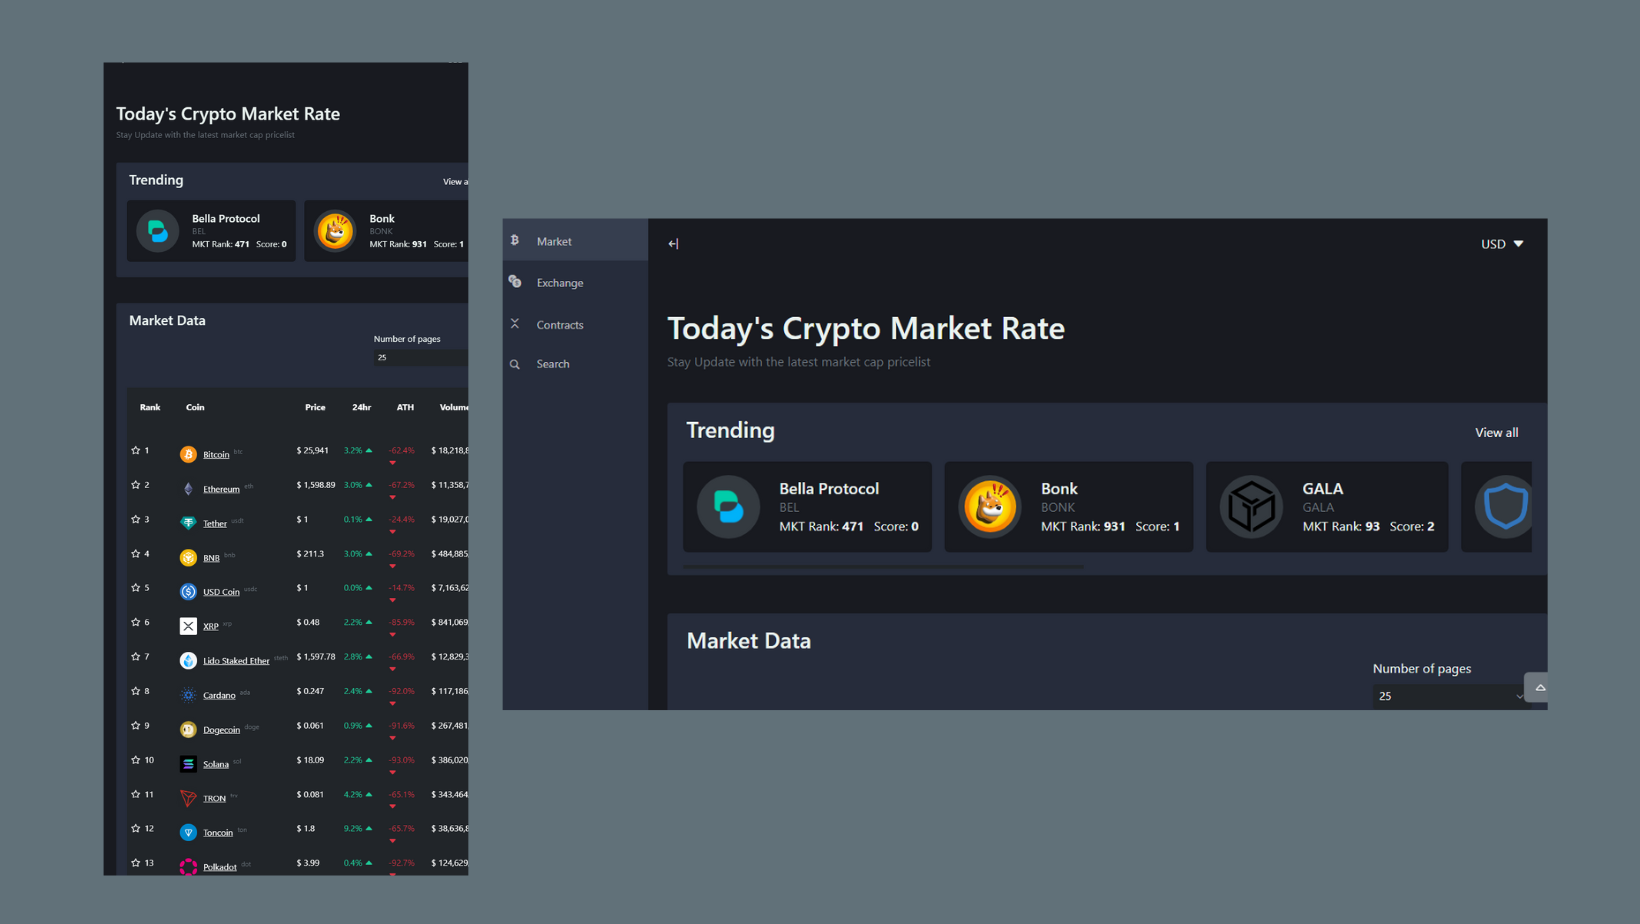 Today's Crypto Market Rate
Stay Update with the latest market cap pricelist
Trending
View a
Bella Protocol
BEL
MKT Rank: 471 Score: 0
Bonk
BONK
MKT Rank: 931 Score: 1
Market Data
Number of pages
25
Rank Coin Price 24hr ATH Volume
1 Bitcoin btc $ 25,941 3.2% -62.4% $ 18,218,8
2 Ethereum eth $ 1,598.89 3.0% -67.2% $ 11,358,7
3 Tether usdt $ 1 0.1% -24.4% $ 19,027,0
4 BNB bnb $ 211.3 3.0% -69.2% $ 484,885,
5 USD Coin usdc $ 1 0.0% -14.7% $ 7,163,62
6 XRP xrp $ 0.48 2.2% -85.9% $ 841,069,
7 Lido Staked Ether steth $ 1,597.78 2.8% -66.9% $ 12,829,3
8 Cardano ada $ 0.247 2.4% -92.0% $ 117,186,
9 Dogecoin doge $ 0.061 0.9% -91.6% $ 267,481,
10 Solana sol $ 18.09 2.2% -93.0% $ 386,020,
11 TRON trx $ 0.081 4.2% -65.1% $ 343,464,
12 Toncoin ton $ 1.8 9.2% -65.7% $ 38,636,8
13 Polkadot dot $ 3.99 0.4% -92.7% $ 124,629,
Market
Exchange
Contracts
Search
USD
Today's Crypto Market Rate
Stay Update with the latest market cap pricelist
Trending
View all
Bella Protocol
BEL
MKT Rank: 471 Score: 0
Bonk
BONK
MKT Rank: 931 Score: 1
GALA
GALA
MKT Rank: 93 Score: 2
Market Data
Number of pages
25